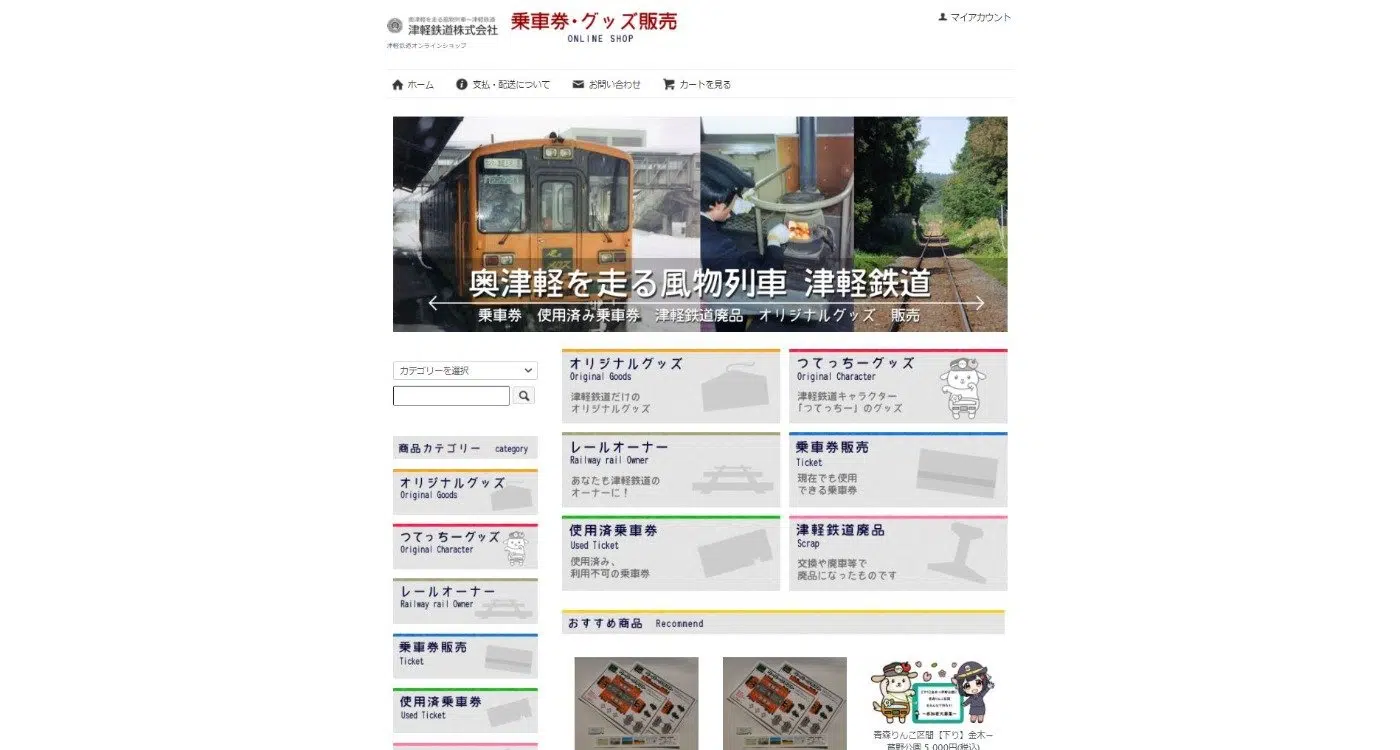 奥津軽を走る風物列車～津軽鉄道
津軽鉄道株式会社
津軽鉄道オンラインショップ
乗車券・グッズ販売
ONLINE SHOP
マイアカウント
ホーム
支払・配送について
お問い合わせ
カートを見る
奥津軽を走る風物列車 津軽鉄道
乗車券 使用済み乗車券 津軽鉄道廃品 オリジナルグッズ 販売
カテゴリーを選択
商品カテゴリー category
オリジナルグッズ
Original Goods
つてっちーグッズ
Original Character
レールオーナー
Railway rail Owner
乗車券販売
Ticket
使用済乗車券
Used Ticket
オリジナルグッズ
Original Goods
津軽鉄道だけの
オリジナルグッズ
つてっちーグッズ
Original Character
津軽鉄道キャラクター
「つてっちー」のグッズ
レールオーナー
Railway rail Owner
あなたも津軽鉄道の
オーナーに！
乗車券販売
Ticket
現在でも使用
できる乗車券
使用済乗車券
Used Ticket
使用済み、
利用不可の乗車券
津軽鉄道廃品
Scrap
交換や廃車等で
廃品になったものです
おすすめ商品 Recommend
青森りんご区間【下り】金木－
芦野公園 5,000円(税込)